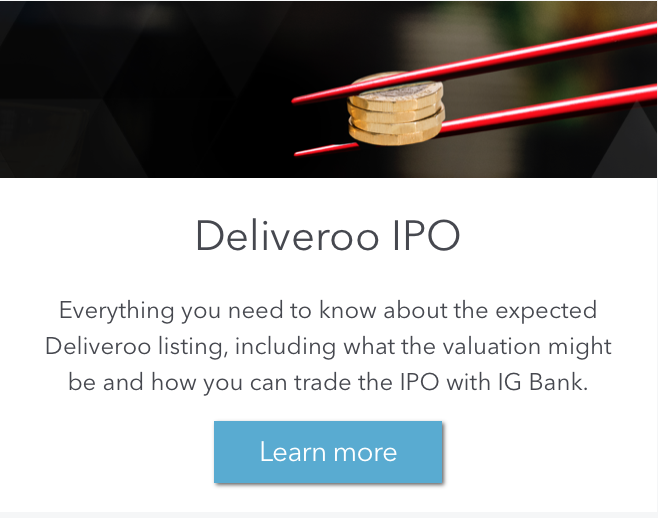 Deliveroo IPO
Everything you need to know about the expected
Deliveroo listing, including what the valuation might
be and how you can trade the IPO with IG Bank.
Learn more